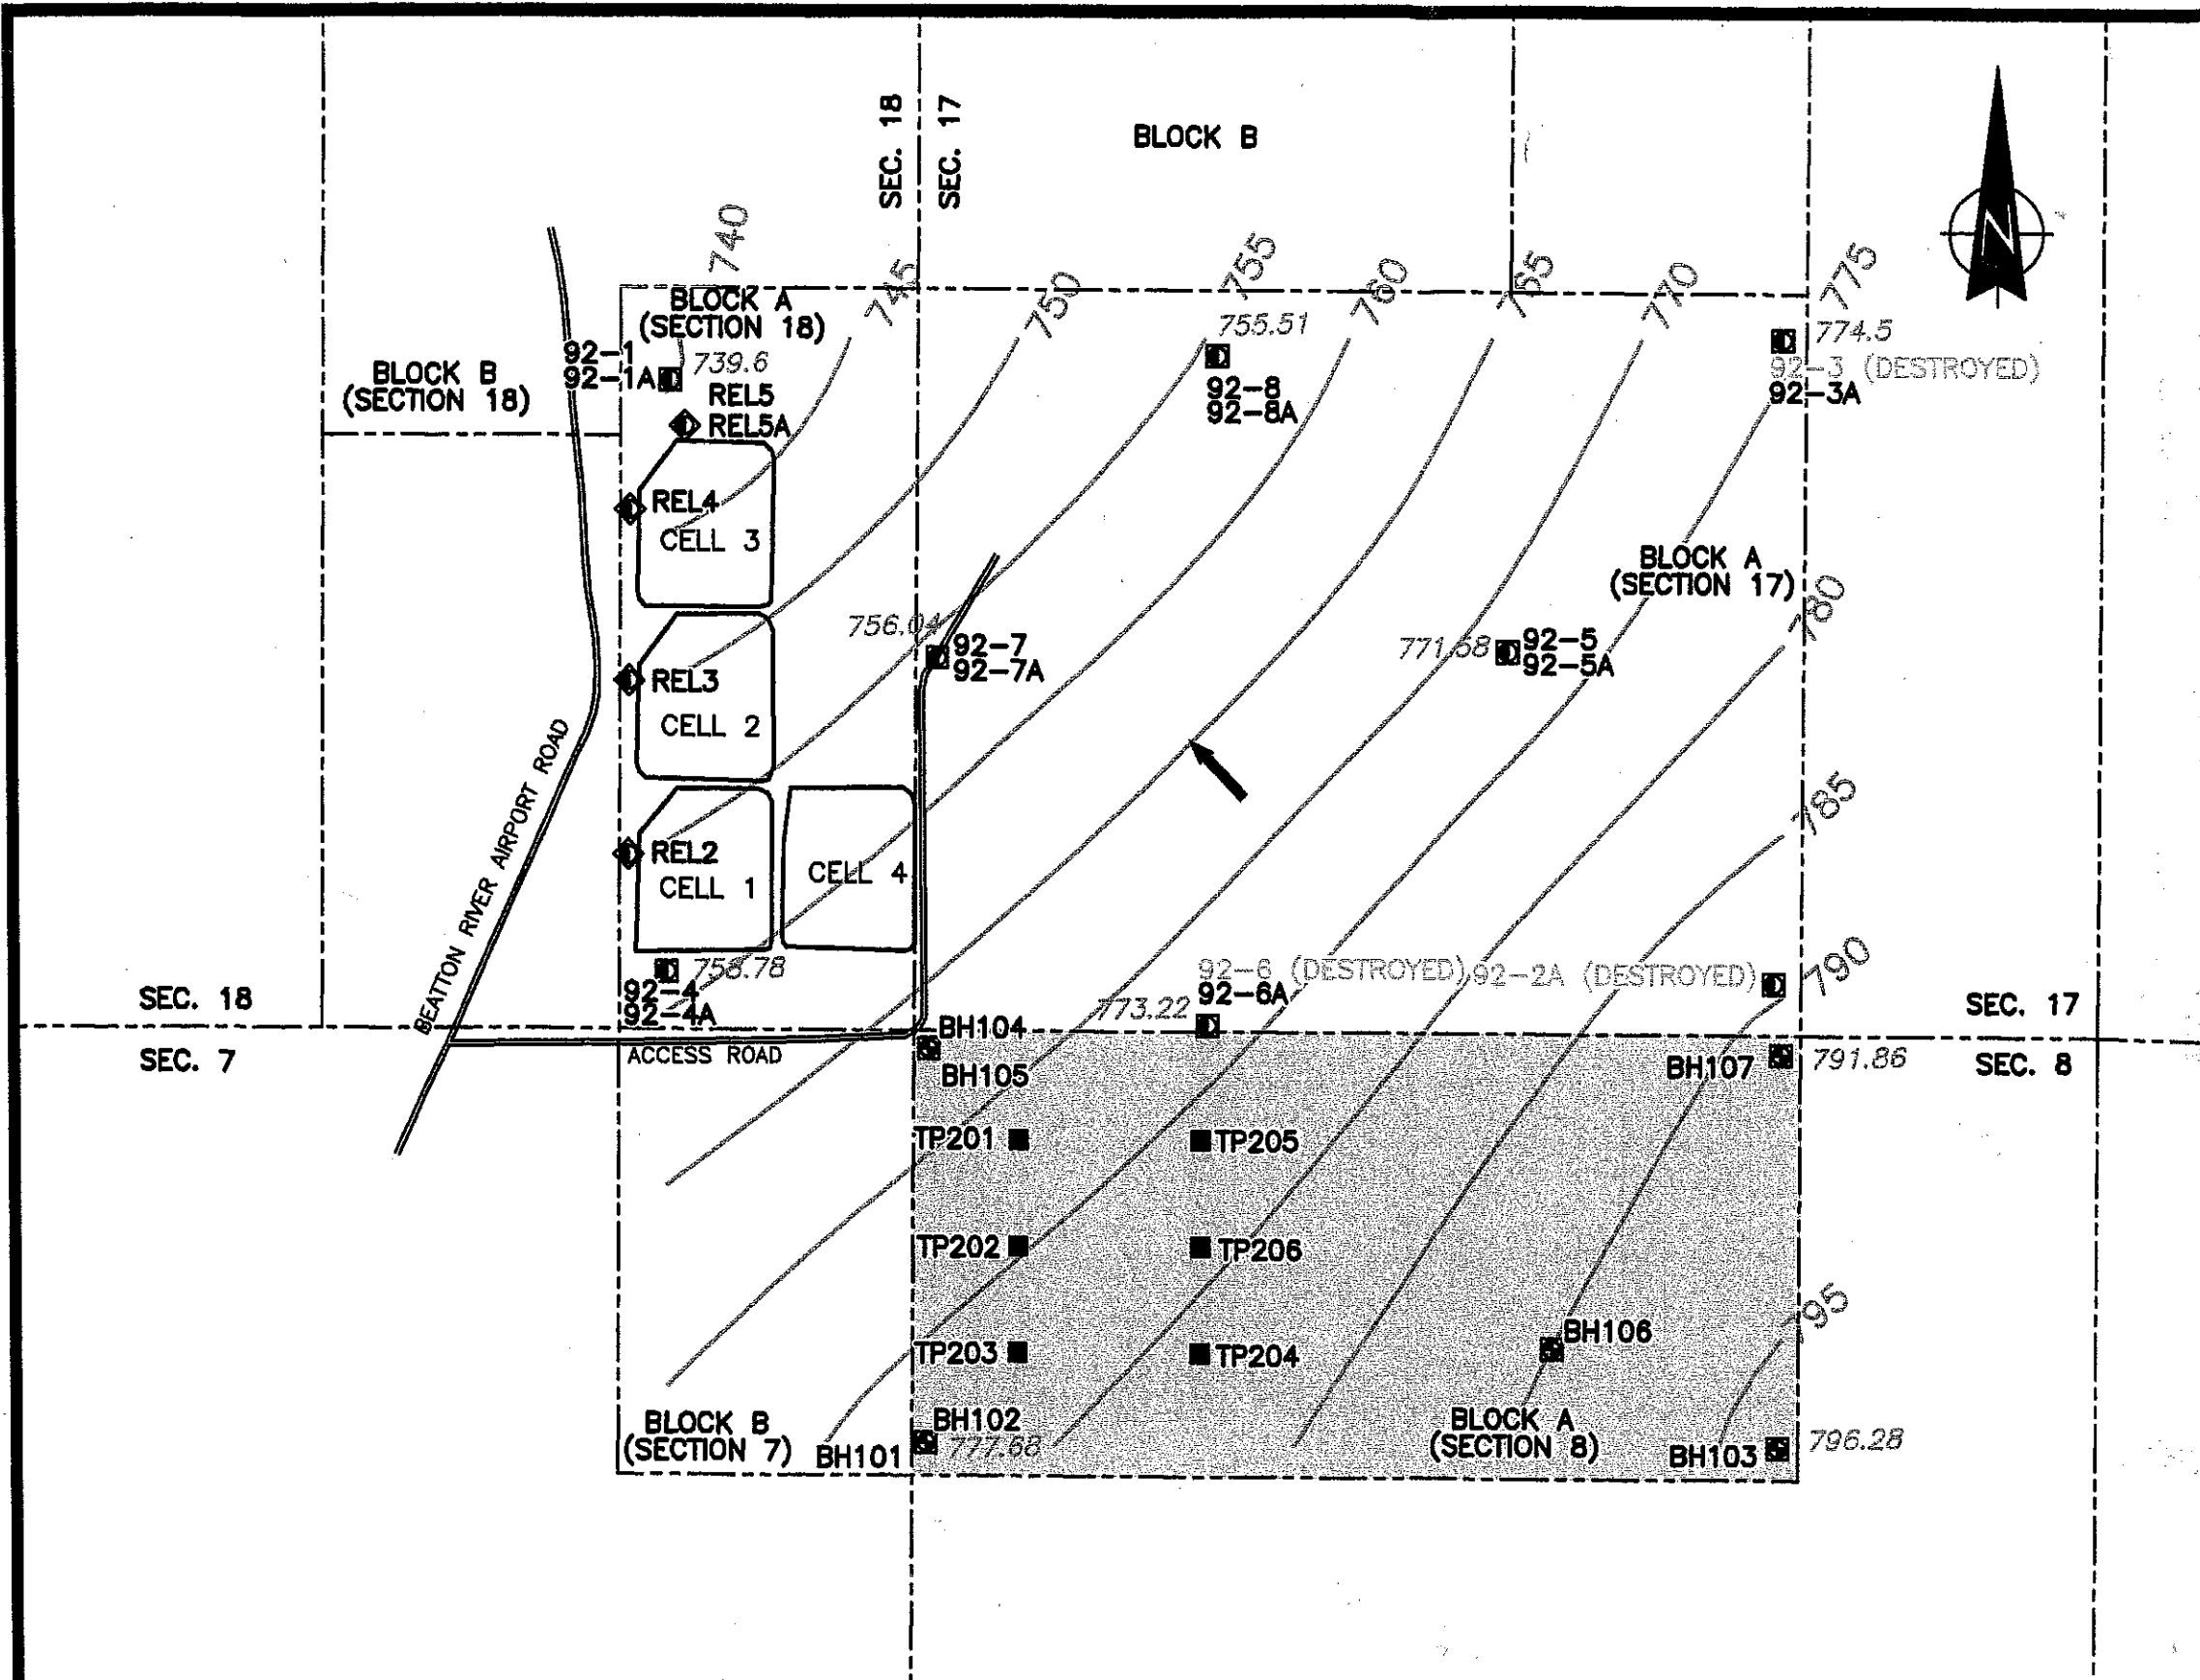 SEC. 18
SEC. 17
BLOCK B
740
745
750
755
760
765
770
775
BLOCK A
(SECTION 18)
755.51
774.5
92-3 (DESTROYED)
92-3A
92-1
92-1A
739.6
BLOCK B
(SECTION 18)
REL5
REL5A
92-8
92-8A
REL4
CELL 3
BLOCK A
(SECTION 17)
780
756.04
92-7
92-7A
771.68
92-5
92-5A
REL3
CELL 2
BEATTON RIVER AIRPORT ROAD
785
REL2
CELL 1
CELL 4
758.78
92-4
92-4A
92-6 (DESTROYED)
92-6A
92-2A (DESTROYED)
790
773.22
SEC. 18
SEC. 17
BH104
SEC. 7
ACCESS ROAD
BH105
BH107
791.86
SEC. 8
TP201
TP205
TP202
TP206
795
BH106
TP203
TP204
BLOCK B
(SECTION 7)
BH101
BH102
777.68
BLOCK A
(SECTION 8)
BH103
796.28
N